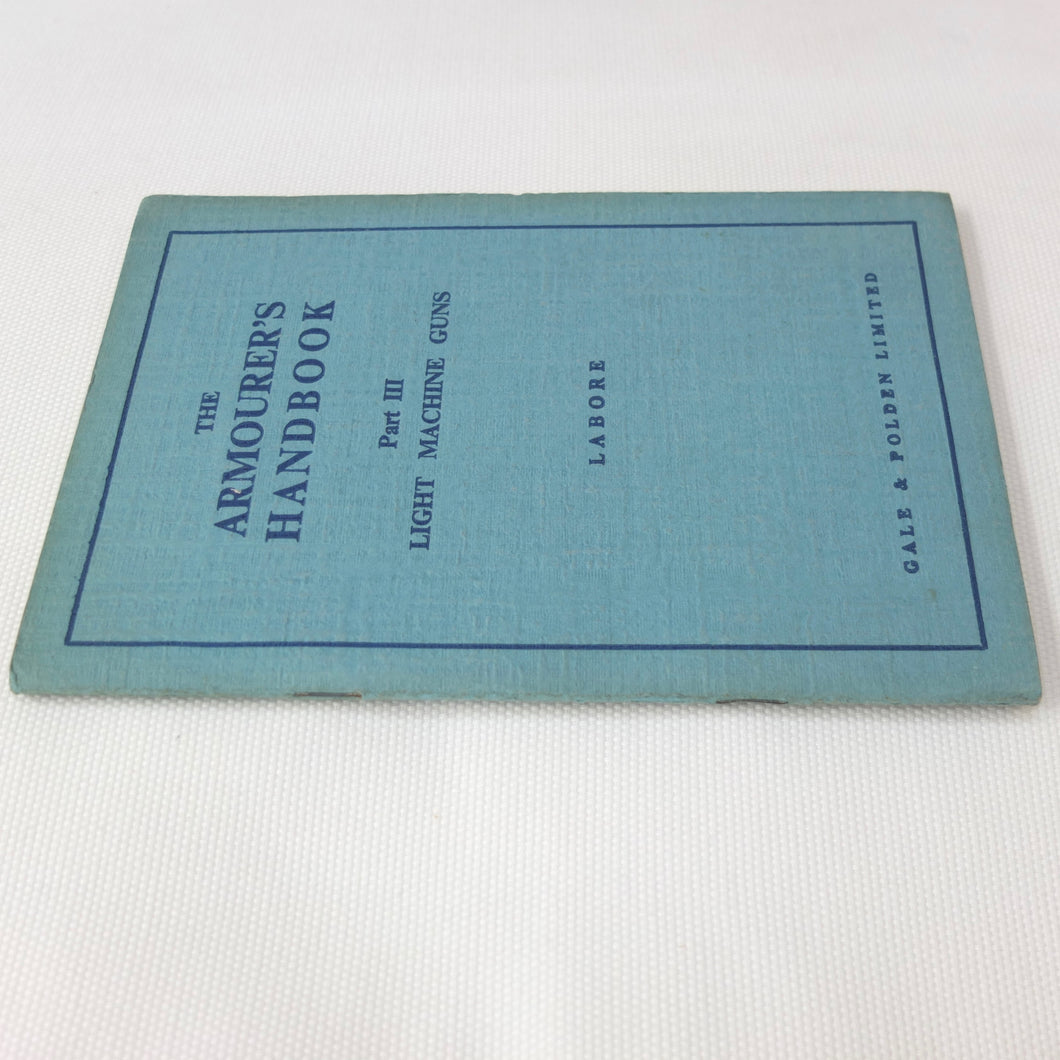 THE
ARMOURER'S
HANDBOOK
Part III
LIGHT MACHINE GUNS
LABORE
GALE & POLDEN LIMITED